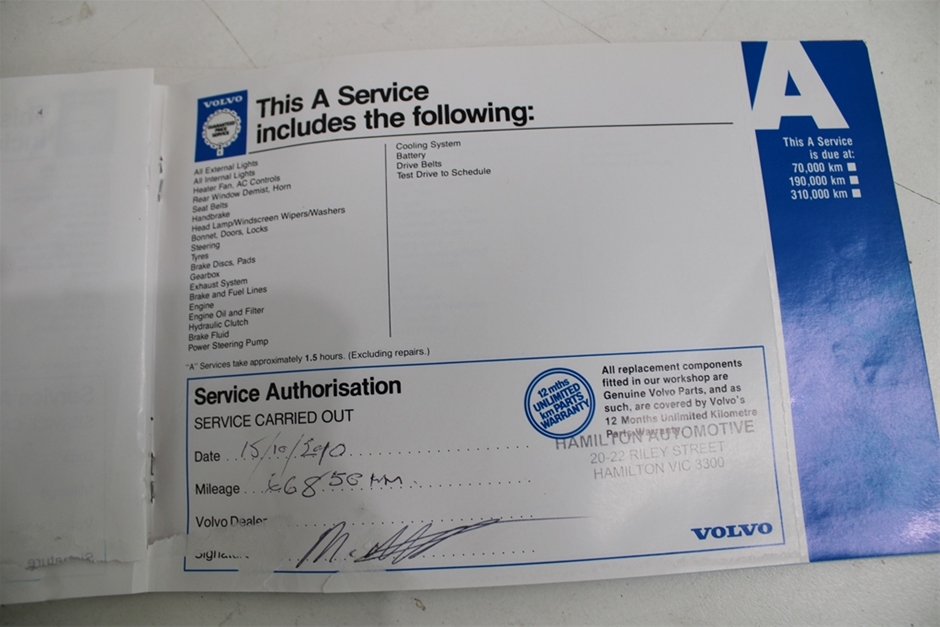 VOLVO
GUARANTEED
PRICE
SERVICE
This A Service
includes the following:
All External Lights
All Internal Lights
Heater Fan, AC Controls
Rear Window Demist, Horn
Seat Belts
Handbrake
Head Lamp/Windscreen Wipers/Washers
Bonnet, Doors, Locks
Steering
Tyres
Brake Discs, Pads
Gearbox
Exhaust System
Brake and Fuel Lines
Engine
Engine Oil and Filter
Hydraulic Clutch
Brake Fluid
Power Steering Pump
Cooling System
Battery
Drive Belts
Test Drive to Schedule
"A" Services take approximately 1.5 hours. (Excluding repairs.)
A
This A Service
is due at:
70,000 km
190,000 km
310,000 km
Service Authorisation
SERVICE CARRIED OUT
Date 15/10/
Mileage 66850 km
Volvo Dealer
12 mths
UNLIMITED
km PARTS
WARRANTY
All replacement components
fitted in our workshop are
Genuine Volvo Parts, and as
such, are covered by Volvo's
12 Months Unlimited Kilometre
Parts Warranty
HAMILTON AUTOMOTIVE
20-22 RILEY STREET
HAMILTON VIC 3300
VOLVO
Signature